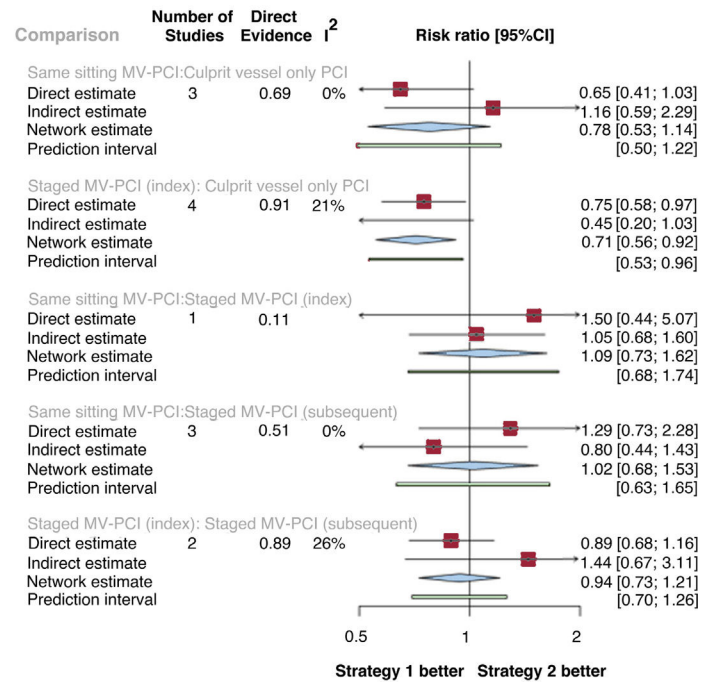 Comparison Number of Studies Direct Evidence I2 Risk ratio [95%CI]
Same sitting MV-PCI:Culprit vessel only PCI
Direct estimate 3 0.69 0% 0.65 [0.41; 1.03]
Indirect estimate 1.16 [0.59; 2.29]
Network estimate 0.78 [0.53; 1.14]
Prediction interval [0.50; 1.22]
Staged MV-PCI (index): Culprit vessel only PCI
Direct estimate 4 0.91 21% 0.75 [0.58; 0.97]
Indirect estimate 0.45 [0.20; 1.03]
Network estimate 0.71 [0.56; 0.92]
Prediction interval [0.53; 0.96]
Same sitting MV-PCI:Staged MV-PCI (index)
Direct estimate 1 0.11 1.50 [0.44; 5.07]
Indirect estimate 1.05 [0.68; 1.60]
Network estimate 1.09 [0.73; 1.62]
Prediction interval [0.68; 1.74]
Same sitting MV-PCI:Staged MV-PCI (subsequent)
Direct estimate 3 0.51 0% 1.29 [0.73; 2.28]
Indirect estimate 0.80 [0.44; 1.43]
Network estimate 1.02 [0.68; 1.53]
Prediction interval [0.63; 1.65]
Staged MV-PCI (index): Staged MV-PCI (subsequent)
Direct estimate 2 0.89 26% 0.89 [0.68; 1.16]
Indirect estimate 1.44 [0.67; 3.11]
Network estimate 0.94 [0.73; 1.21]
Prediction interval [0.70; 1.26]
0.5 1 2
Strategy 1 better Strategy 2 better